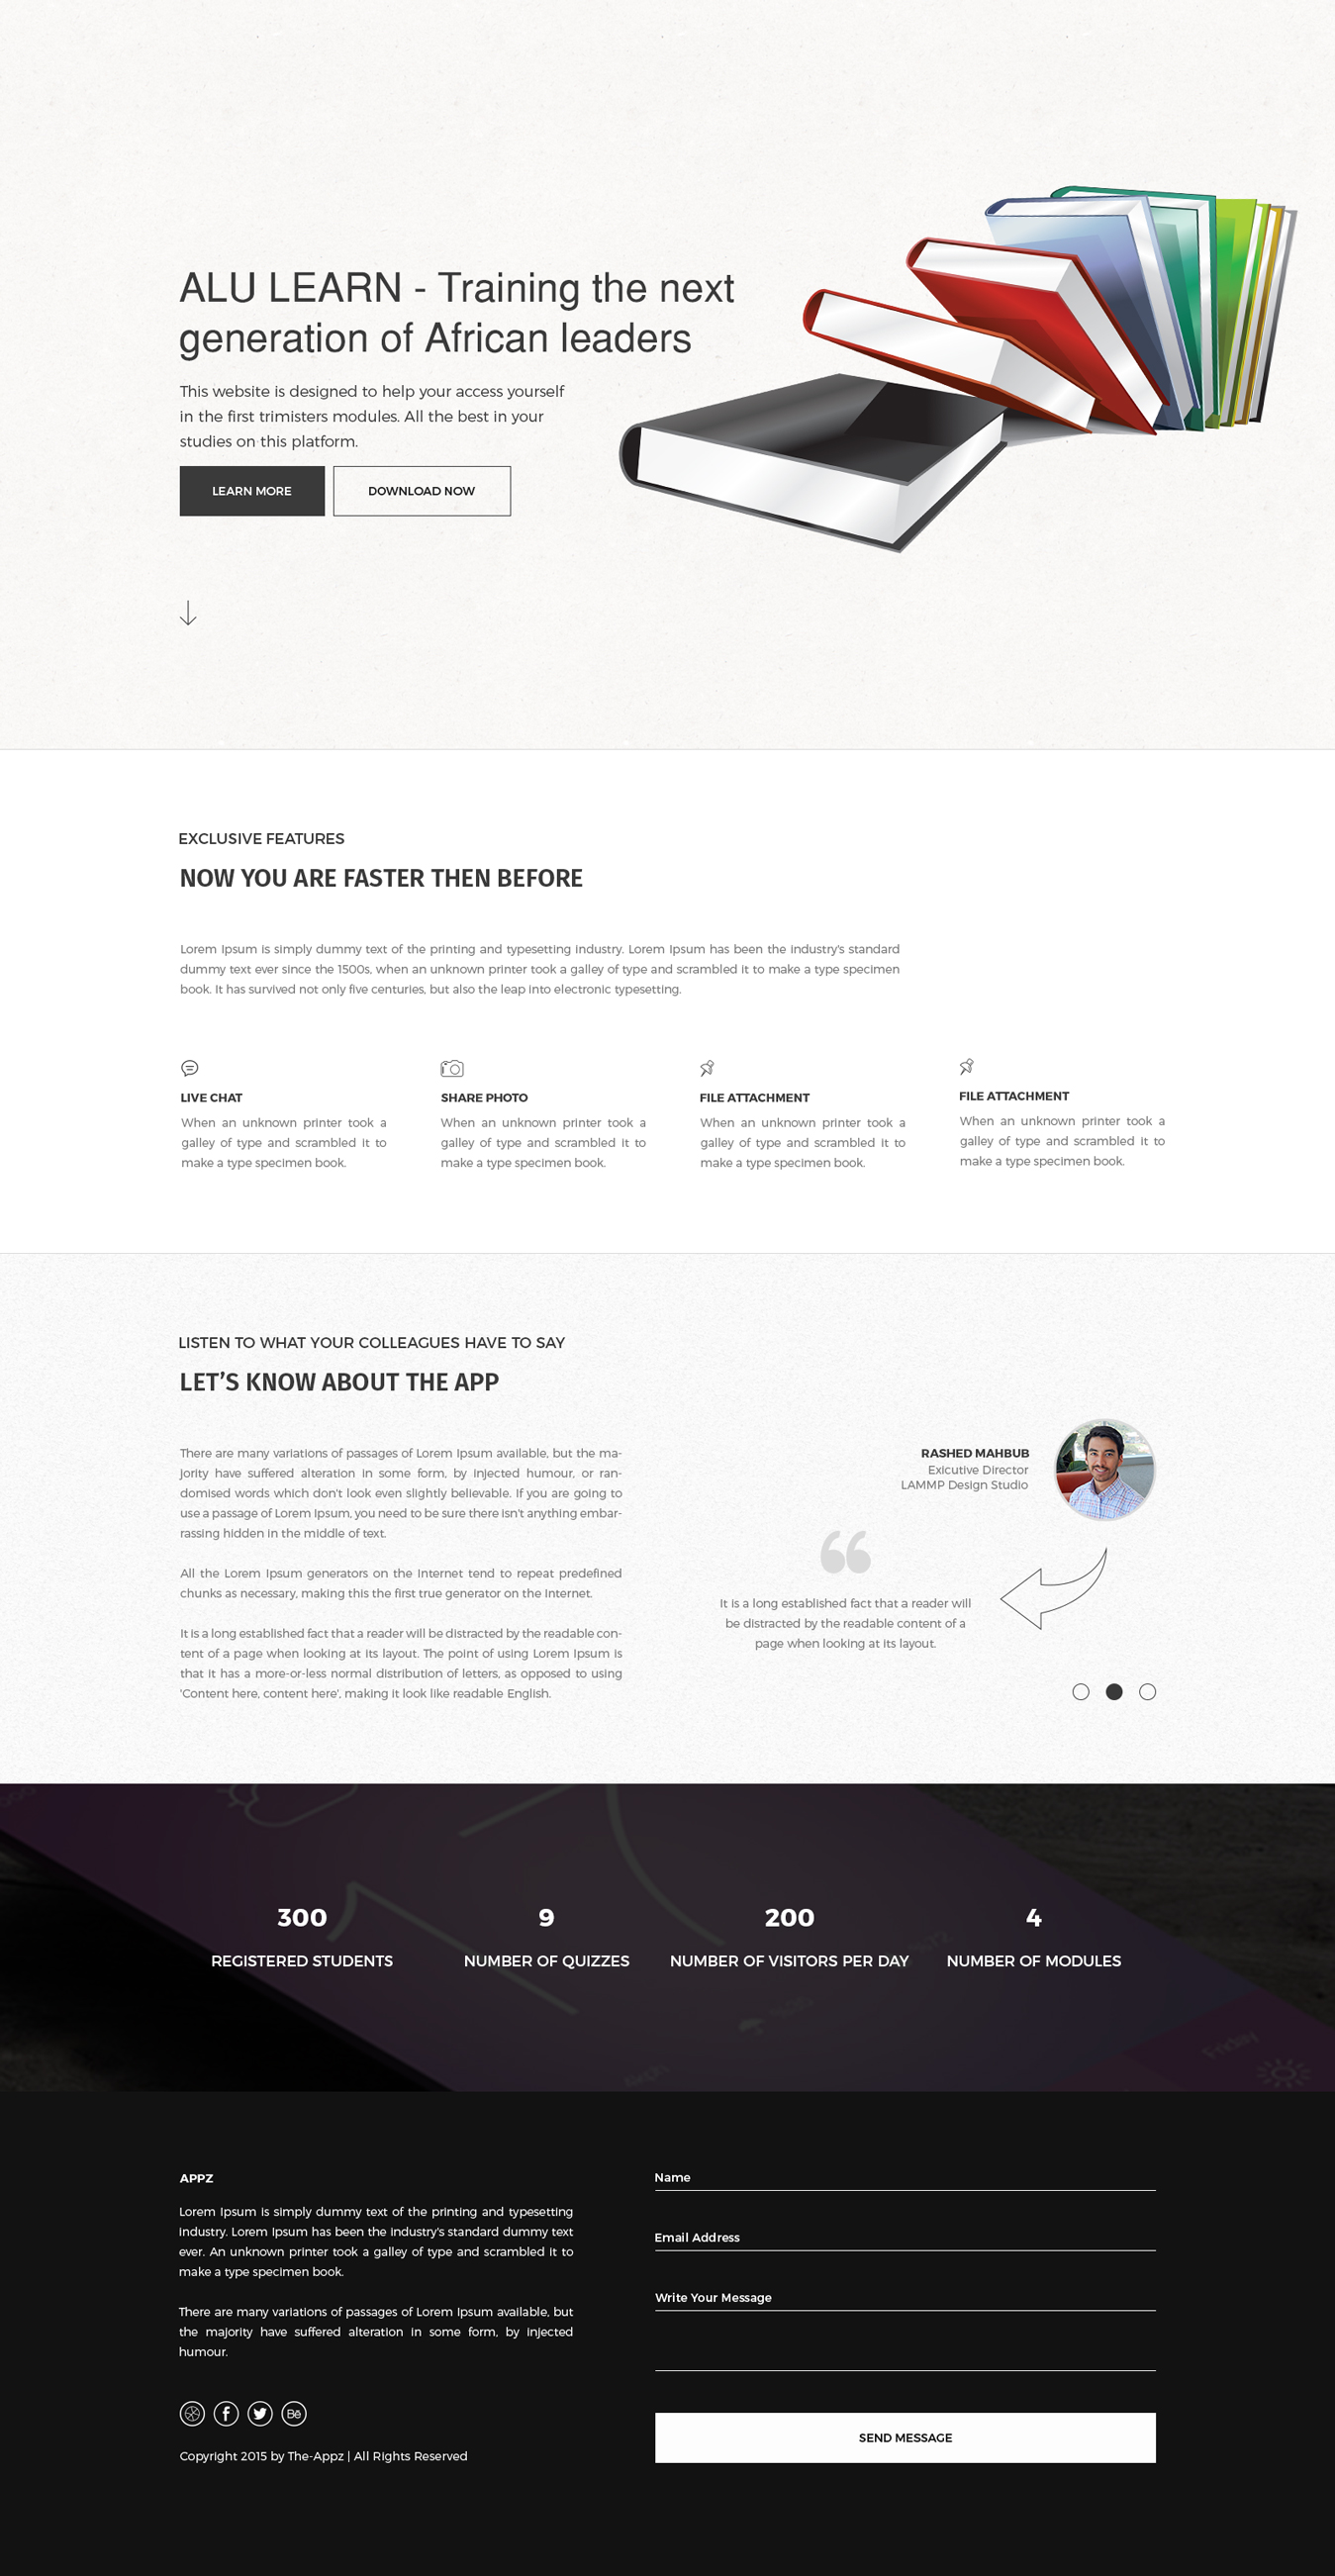 ALU LEARN - Training the next
generation of African leaders
This website is designed to help your access yourself
in the first trimisters modules. All the best in your
studies on this platform.
LEARN MORE
DOWNLOAD NOW
EXCLUSIVE FEATURES
NOW YOU ARE FASTER THEN BEFORE
Lorem Ipsum is simply dummy text of the printing and typesetting industry. Lorem Ipsum has been the industry's standard
dummy text ever since the 1500s, when an unknown printer took a galley of type and scrambled it to make a type specimen
book. It has survived not only five centuries, but also the leap into electronic typesetting.
LIVE CHAT
When an unknown printer took a
galley of type and scrambled it to
make a type specimen book.
SHARE PHOTO
When an unknown printer took a
galley of type and scrambled it to
make a type specimen book.
FILE ATTACHMENT
When an unknown printer took a
galley of type and scrambled it to
make a type specimen book.
FILE ATTACHMENT
When an unknown printer took a
galley of type and scrambled it to
make a type specimen book.
LISTEN TO WHAT YOUR COLLEAGUES HAVE TO SAY
LET’S KNOW ABOUT THE APP
There are many variations of passages of Lorem Ipsum available, but the ma-
jority have suffered alteration in some form, by injected humour, or ran-
domised words which don't look even slightly believable. If you are going to
use a passage of Lorem Ipsum, you need to be sure there isn't anything embar-
rassing hidden in the middle of text.
All the Lorem Ipsum generators on the Internet tend to repeat predefined
chunks as necessary, making this the first true generator on the Internet.
It is a long established fact that a reader will be distracted by the readable con-
tent of a page when looking at its layout. The point of using Lorem Ipsum is
that it has a more-or-less normal distribution of letters, as opposed to using
'Content here, content here', making it look like readable English.
RASHED MAHBUB
Exicutive Director
LAMMP Design Studio
“
It is a long established fact that a reader will
be distracted by the readable content of a
page when looking at its layout.
300
REGISTERED STUDENTS
9
NUMBER OF QUIZZES
200
NUMBER OF VISITORS PER DAY
4
NUMBER OF MODULES
Friday
APPZ
Lorem Ipsum is simply dummy text of the printing and typesetting
industry. Lorem Ipsum has been the industry's standard dummy text
ever. An unknown printer took a galley of type and scrambled it to
make a type specimen book.
There are many variations of passages of Lorem Ipsum available, but
the majority have suffered alteration in some form, by injected
humour.
Bē
Copyright 2015 by The-Appz | All Rights Reserved
Name
Email Address
Write Your Message
SEND MESSAGE